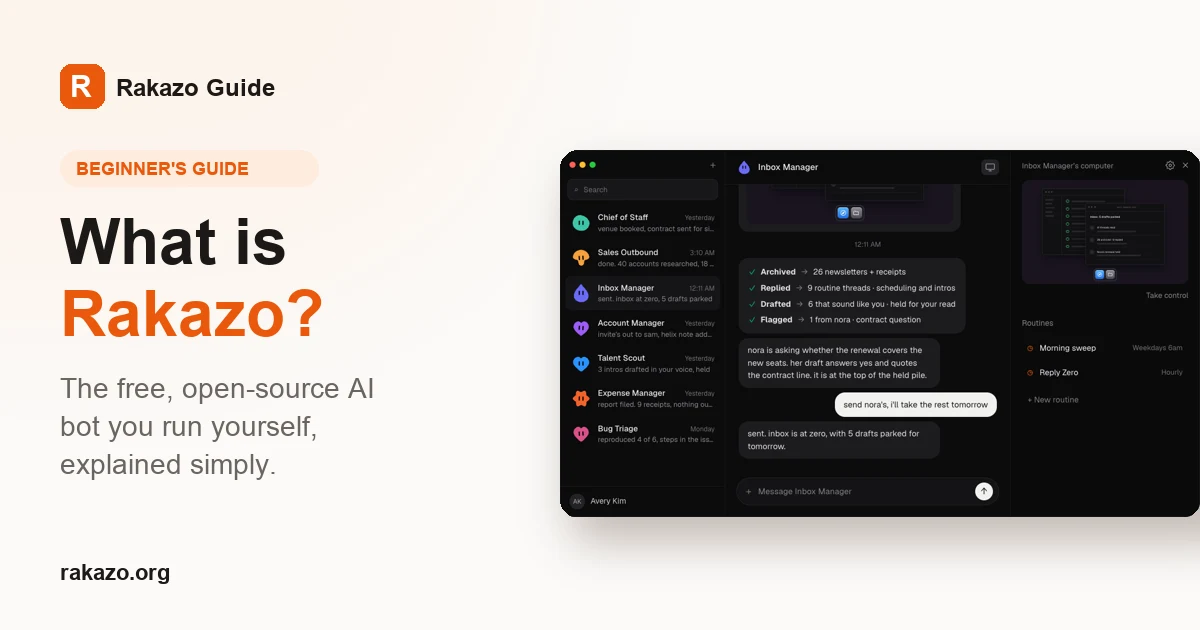 R Rakazo Guide
BEGINNER'S GUIDE
What is
Rakazo?
The free, open-source AI
bot you run yourself,
explained simply.
rakazo.org
+
Search
Chief of Staff Yesterday
venue booked, contract sent for si...
Sales Outbound 3:10 AM
done. 40 accounts researched, 18 ...
Inbox Manager 12:11 AM
sent. inbox at zero, 5 drafts parked
Account Manager Yesterday
invite's out to sam, helix note add...
Talent Scout Yesterday
3 intros drafted in your voice, held
Expense Manager Yesterday
report filed. 9 receipts, nothing ou...
Bug Triage Monday
reproduced 4 of 6, steps in the iss...
AK Avery Kim
Inbox Manager
12:11 AM
✓ Archived → 26 newsletters + receipts
✓ Replied → 9 routine threads · scheduling and intros
✓ Drafted → 6 that sound like you · held for your read
✓ Flagged → 1 from nora · contract question
nora is asking whether the renewal covers the
new seats. her draft answers yes and quotes
the contract line. it is at the top of the held pile.
send nora's, i'll take the rest tomorrow
sent. inbox is at zero, with 5 drafts parked for
tomorrow.
+ Message Inbox Manager
Inbox Manager's computer
Take control
Routines
Morning sweep Weekdays 6am
Reply Zero Hourly
+ New routine